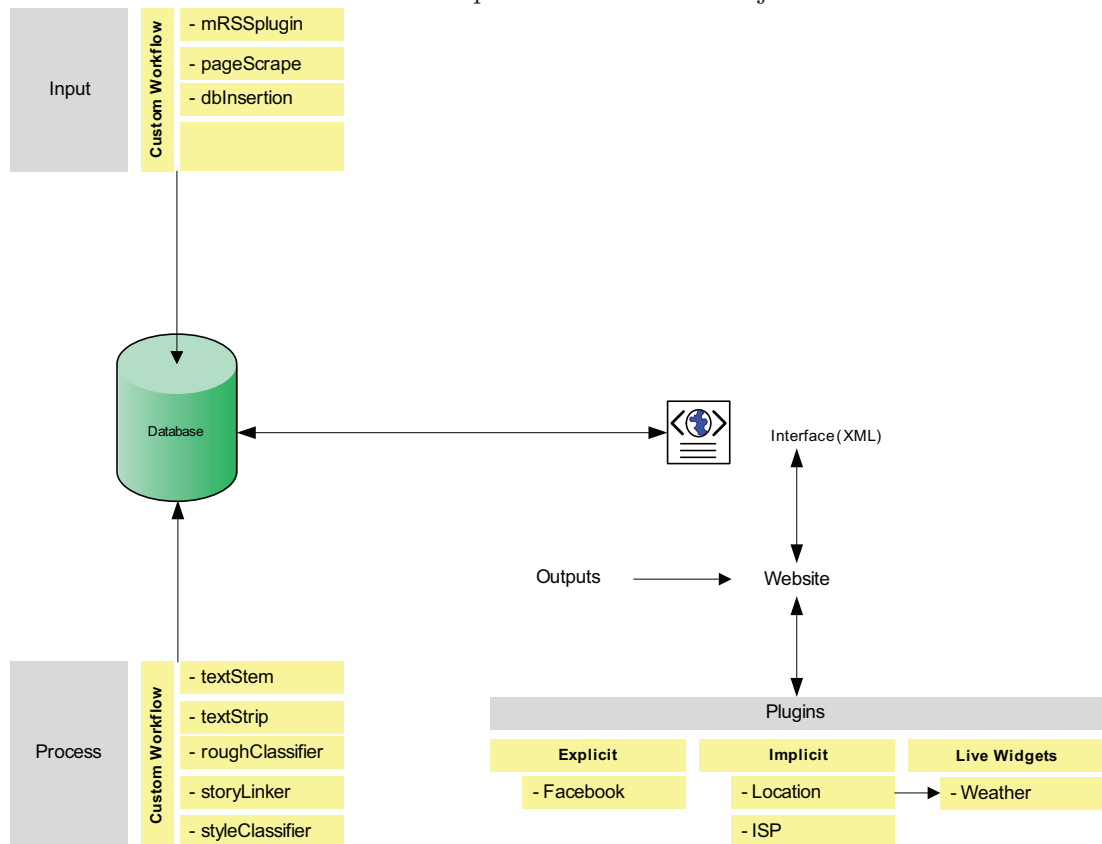 Input
Custom Workflow
- mRSSplugin
- pageScrape
- dbInsertion
Database
Interface (XML)
Outputs
Website
Process
Custom Workflow
- textStem
- textStrip
- roughClassifier
- storyLinker
- styleClassifier
Plugins
Explicit
- Facebook
Implicit
- Location
- ISP
Live Widgets
- Weather